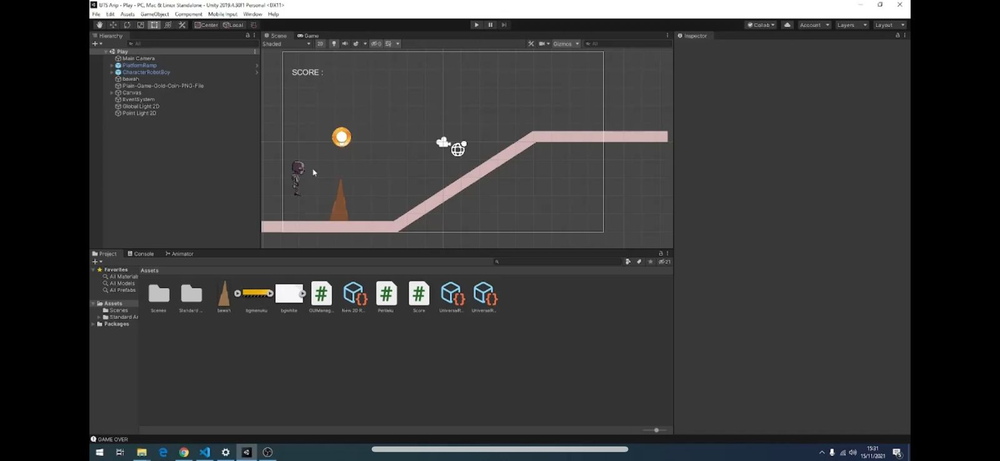 UTS Arip - Play - PC, Mac & Linux Standalone - Unity 2019.4.30f1 Personal <DX11>
File Edit Assets GameObject Component Mobile Input Window Help
Center Local Collab Account Layers Layout
Hierarchy Scene Game Inspector
All Shaded 2D 0 Gizmos All
Play
Main Camera
PlatformRamp
CharacterRobotBoy
bawah
Plain-Game-Gold-Coin-PNG-File
Canvas
EventSystem
Global Light 2D
Point Light 2D
SCORE :
Project Console Animator
21
Favorites
All Materials
All Models
All Prefabs
Assets
Scenes
Standard As
Packages
Assets
Scenes Standard ... bawah bgmenuku bgwhite GUIManag... New 2D R... Perilaku Score UniversalR... UniversalR...
GAME OVER
15:31
15/11/2021
5